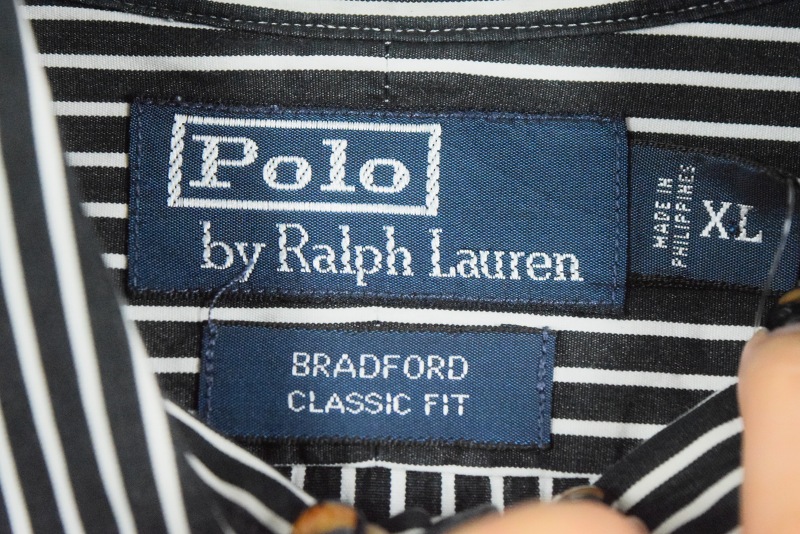 Polo
by Ralph Lauren
MADE IN
PHILIPPINES
XL
BRADFORD
CLASSIC FIT